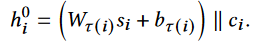 h_i^0 = (W_{τ(i)} s_i + b_{τ(i)}) ∥ c_i.